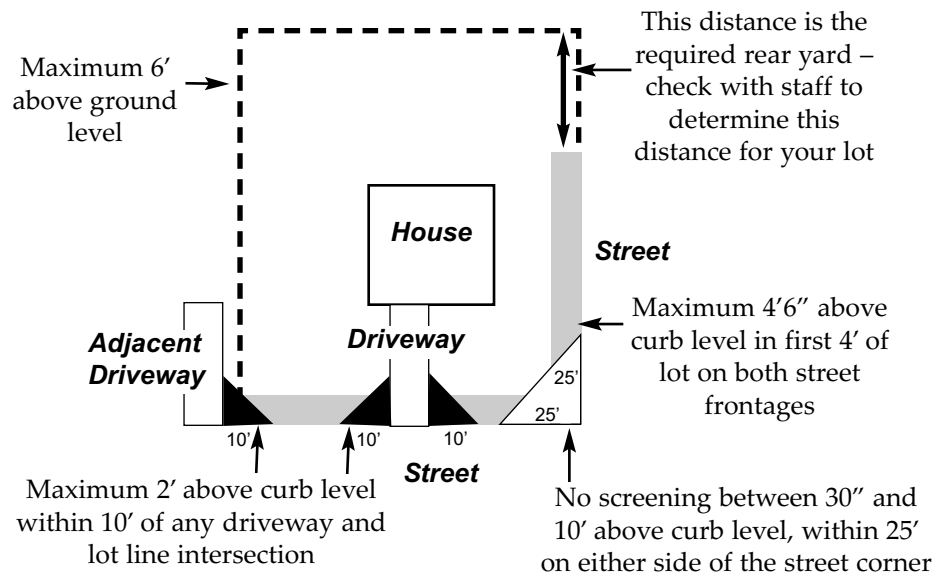 This distance is the
required rear yard –
check with staff to
determine this
distance for your lot
Maximum 6’
above ground
level
House
Street
Maximum 4’6” above
curb level in first 4’ of
lot on both street
frontages
Adjacent
Driveway
Driveway
25’
25’
10’
10’
10’
Street
Maximum 2’ above curb level
within 10’ of any driveway and
lot line intersection
No screening between 30” and
10’ above curb level, within 25’
on either side of the street corner